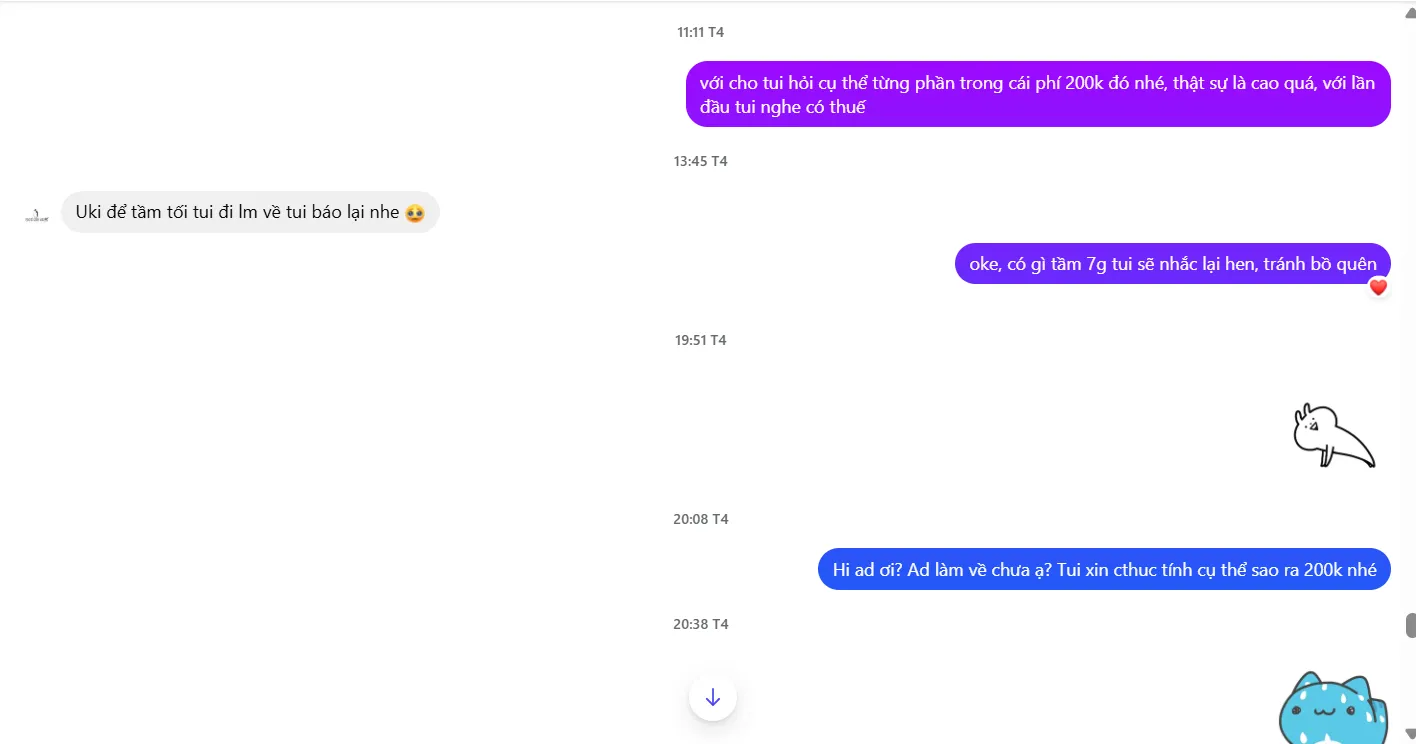 11:11 T4
với cho tui hỏi cụ thể từng phần trong cái phí 200k đó nhé, thật sự là cao quá, với lần
đầu tui nghe có thuế
13:45 T4
Uki để tầm tối tui đi lm về tui báo lại nhe 🥹
oke, có gì tầm 7g tui sẽ nhắc lại hen, tránh bồ quên
19:51 T4
20:08 T4
Hi ad ơi? Ad làm về chưa ạ? Tui xin cthuc tính cụ thể sao ra 200k nhé
20:38 T4